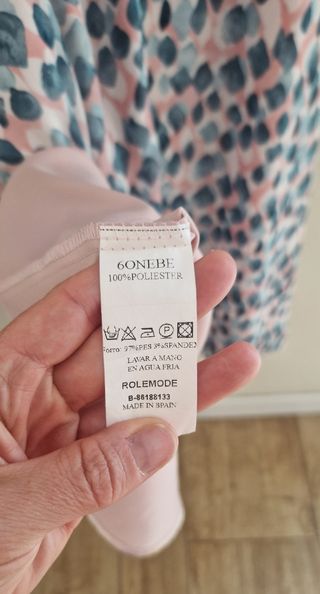 6ONEBE
100%POLIESTER
Forro: 97%PES 3%SPANDEX
LAVAR A MANO
EN AGUA FRIA
ROLEMODE
B-86188133
MADE IN SPAIN